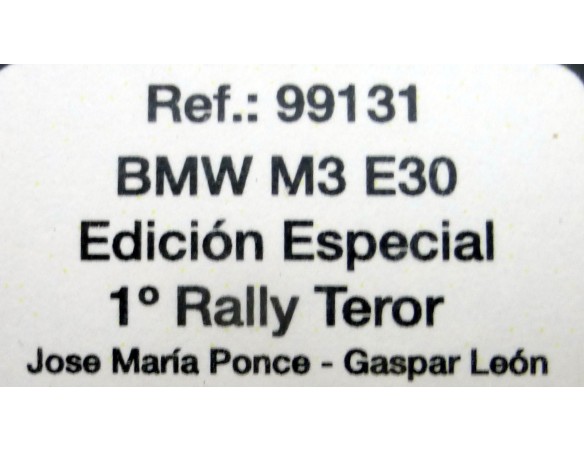 Ref.: 99131
BMW M3 E30
Edición Especial
1º Rally Teror
Jose María Ponce - Gaspar León